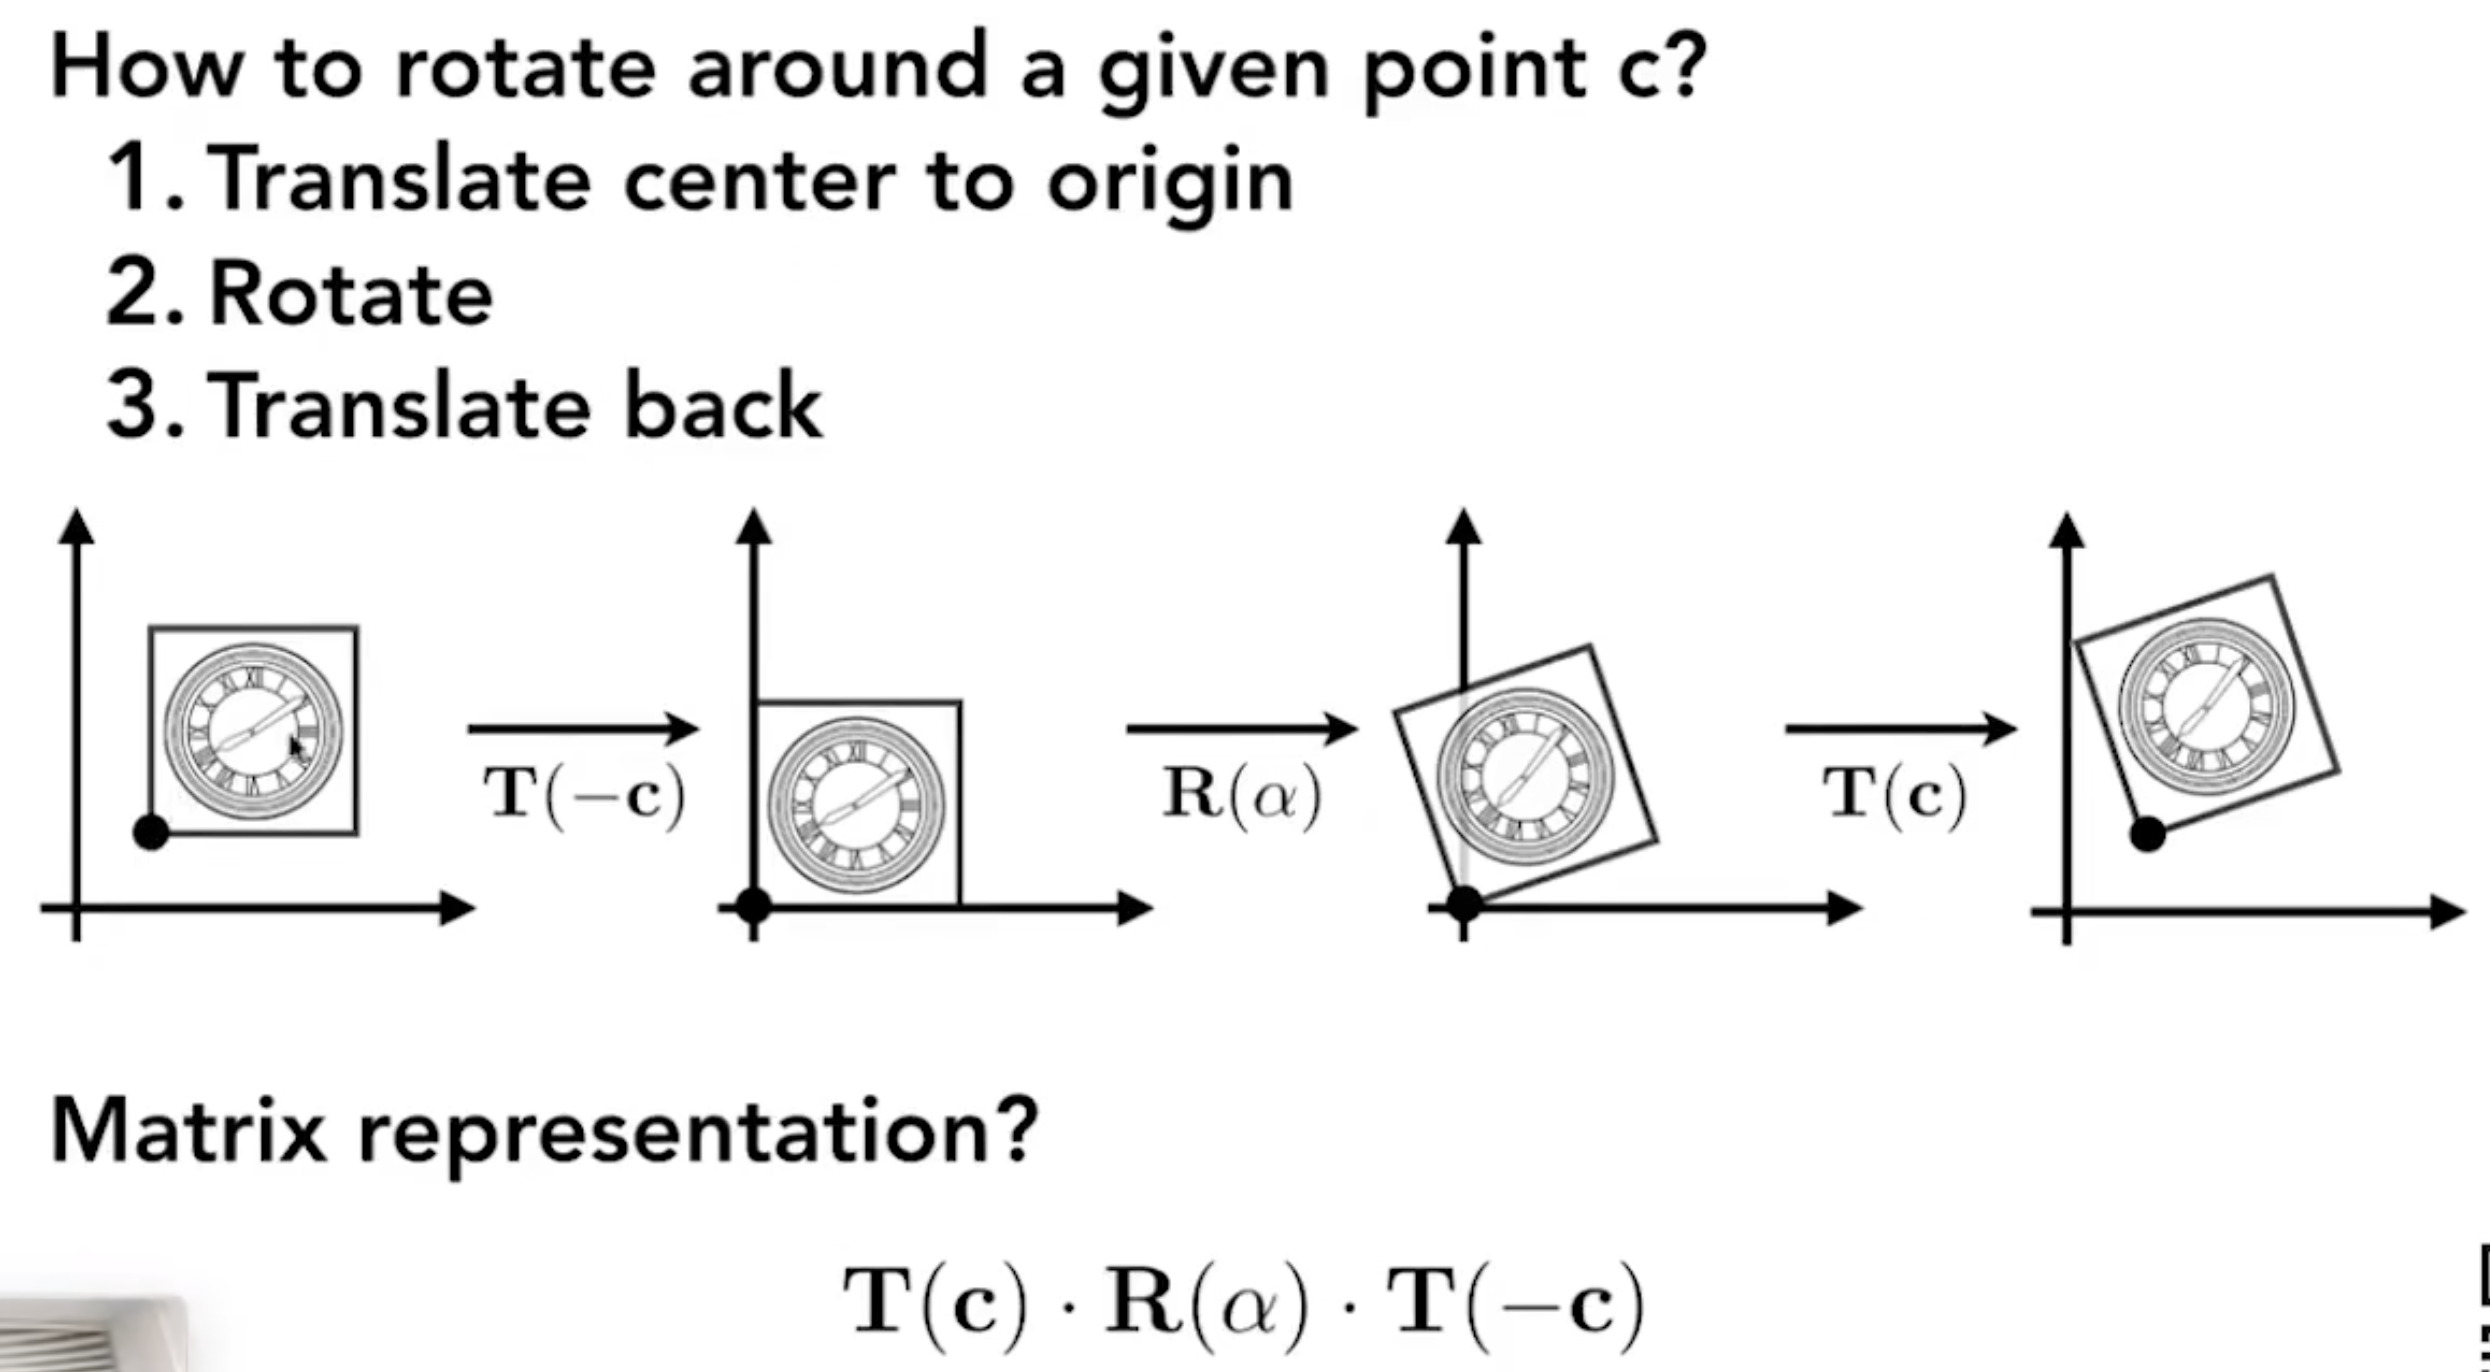 How to rotate around a given point c?
1. Translate center to origin
2. Rotate
3. Translate back
T(−c)
R(α)
T(c)
Matrix representation?
T(c) · R(α) · T(−c)